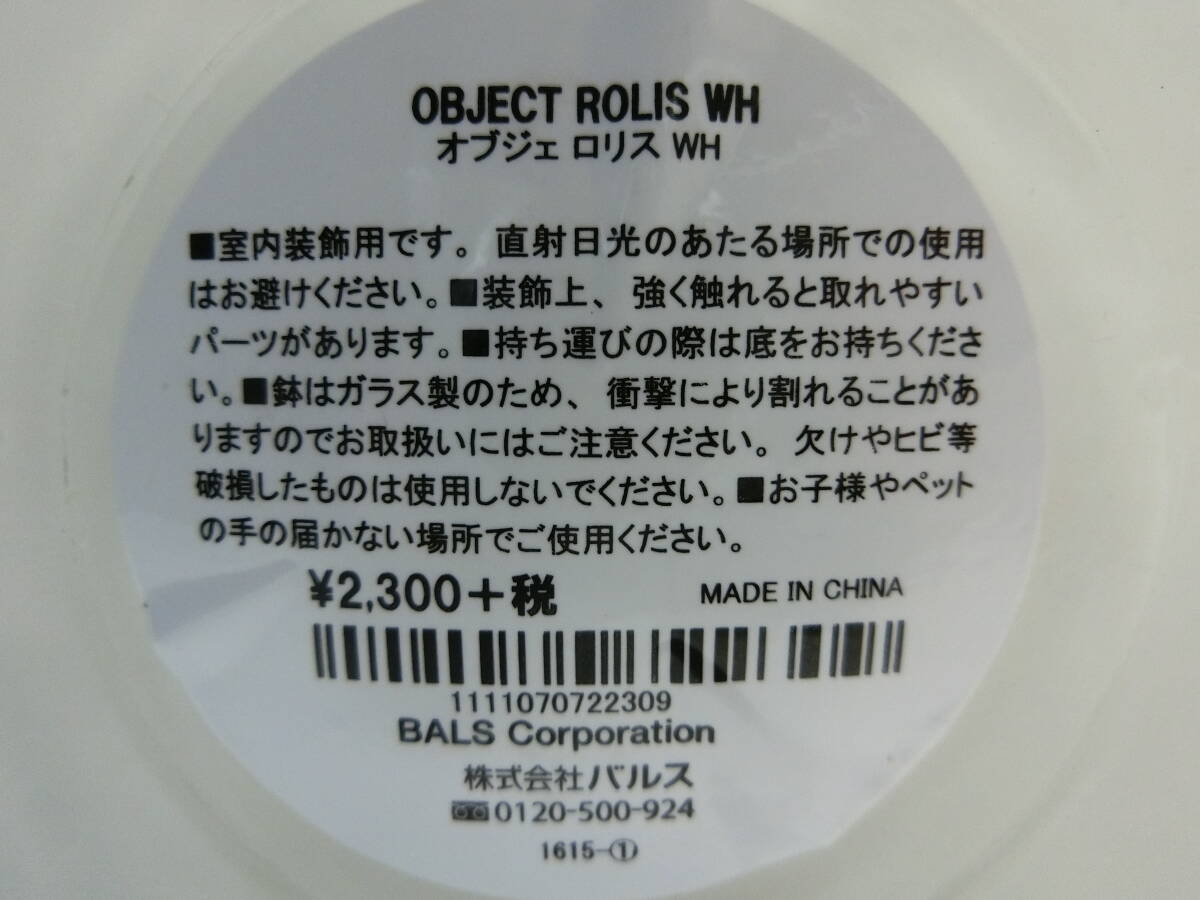 OBJECT ROLIS WH
オブジェ ロリス WH
■室内装飾用です。直射日光のあたる場所での使用
はお避けください。■装飾上、強く触れると取れやすい
パーツがあります。■持ち運びの際は底をお持ちくださ
い。■鉢はガラス製のため、衝撃により割れることがあ
りますのでお取扱いにはご注意ください。欠けやヒビ等
破損したものは使用しないでください。■お子様やペット
の手の届かない場所でご使用ください。
¥2,300+税 MADE IN CHINA
1111070722309
BALS Corporation
株式会社バルス
0120-500-924
1615-①